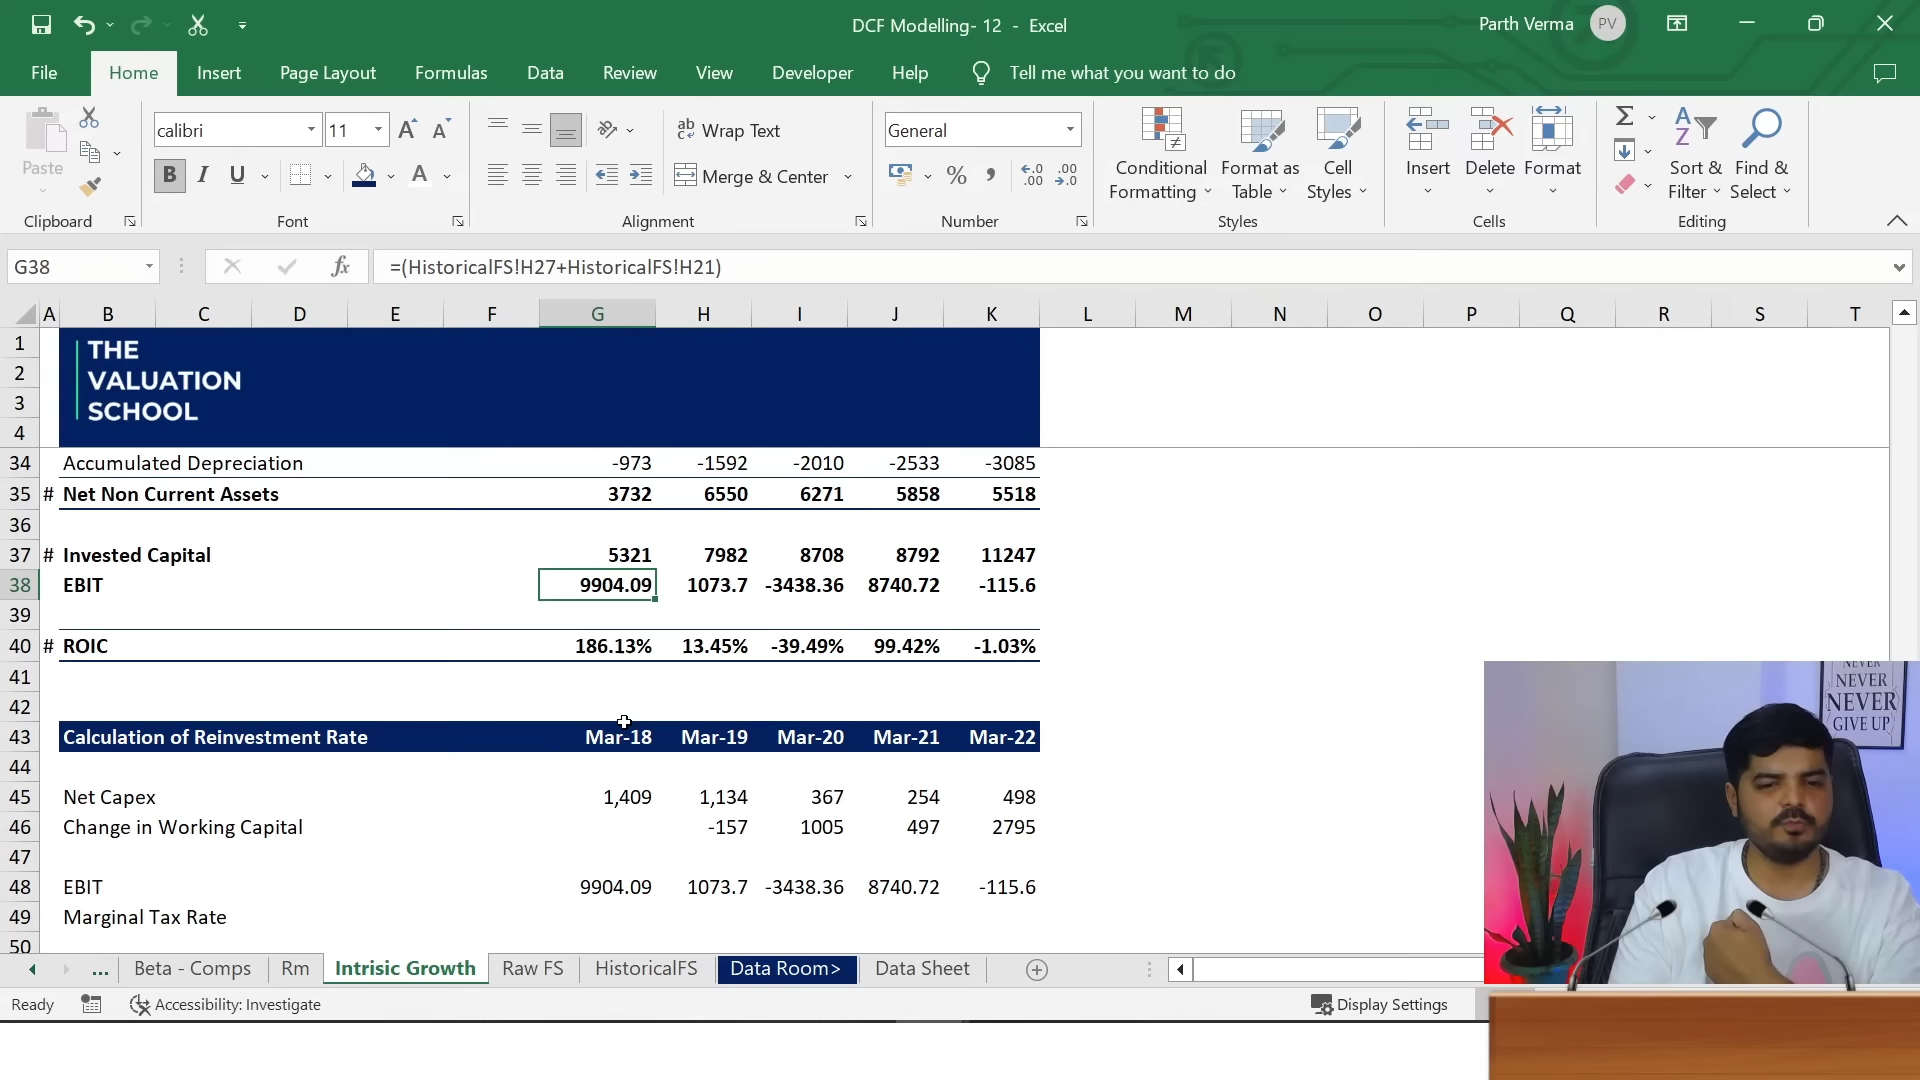 DCF Modelling- 12 - Excel
Parth Verma PV
File Home Insert Page Layout Formulas Data Review View Developer Help Tell me what you want to do
Paste
calibri 11
B I U A
Wrap Text
Merge & Center
General
Conditional Formatting
Format as Table
Cell Styles
Insert Delete Format
Sort & Filter
Find & Select
Clipboard Font Alignment Number Styles Cells Editing
G38 fx =(HistoricalFS!H27+HistoricalFS!H21)
A B C D E F G H I J K L M N O P Q R S T
1
2
3
4
THE
VALUATION
SCHOOL
34 Accumulated Depreciation -973 -1592 -2010 -2533 -3085
35 # Net Non Current Assets 3732 6550 6271 5858 5518
36
37 # Invested Capital 5321 7982 8708 8792 11247
38 EBIT 9904.09 1073.7 -3438.36 8740.72 -115.6
39
40 # ROIC 186.13% 13.45% -39.49% 99.42% -1.03%
41
42
43 Calculation of Reinvestment Rate Mar-18 Mar-19 Mar-20 Mar-21 Mar-22
44
45 Net Capex 1,409 1,134 367 254 498
46 Change in Working Capital -157 1005 497 2795
47
48 EBIT 9904.09 1073.7 -3438.36 8740.72 -115.6
49 Marginal Tax Rate
50
NEVER
NEVER
NEVER
GIVE UP
... Beta - Comps Rm Intrisic Growth Raw FS HistoricalFS Data Room> Data Sheet
Ready Accessibility: Investigate Display Settings